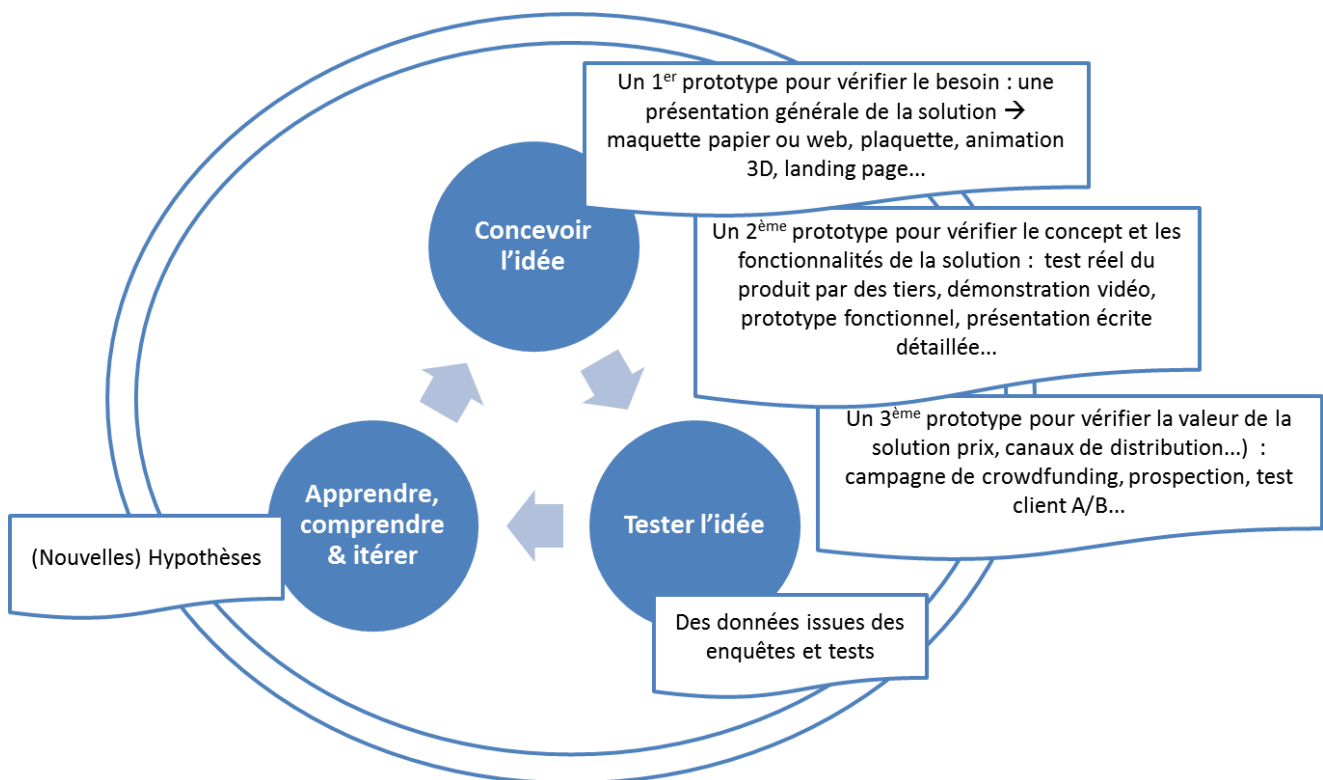 Un 1er prototype pour vérifier le besoin : une
présentation générale de la solution →
maquette papier ou web, plaquette, animation
3D, landing page...
Concevoir
l’idée
Un 2ème prototype pour vérifier le concept et les
fonctionnalités de la solution : test réel du
produit par des tiers, démonstration vidéo,
prototype fonctionnel, présentation écrite
détaillée...
Un 3ème prototype pour vérifier la valeur de la
solution prix, canaux de distribution...) :
campagne de crowdfunding, prospection, test
client A/B...
Tester l’idée
Des données issues des
enquêtes et tests
Apprendre,
comprendre
& itérer
(Nouvelles) Hypothèses